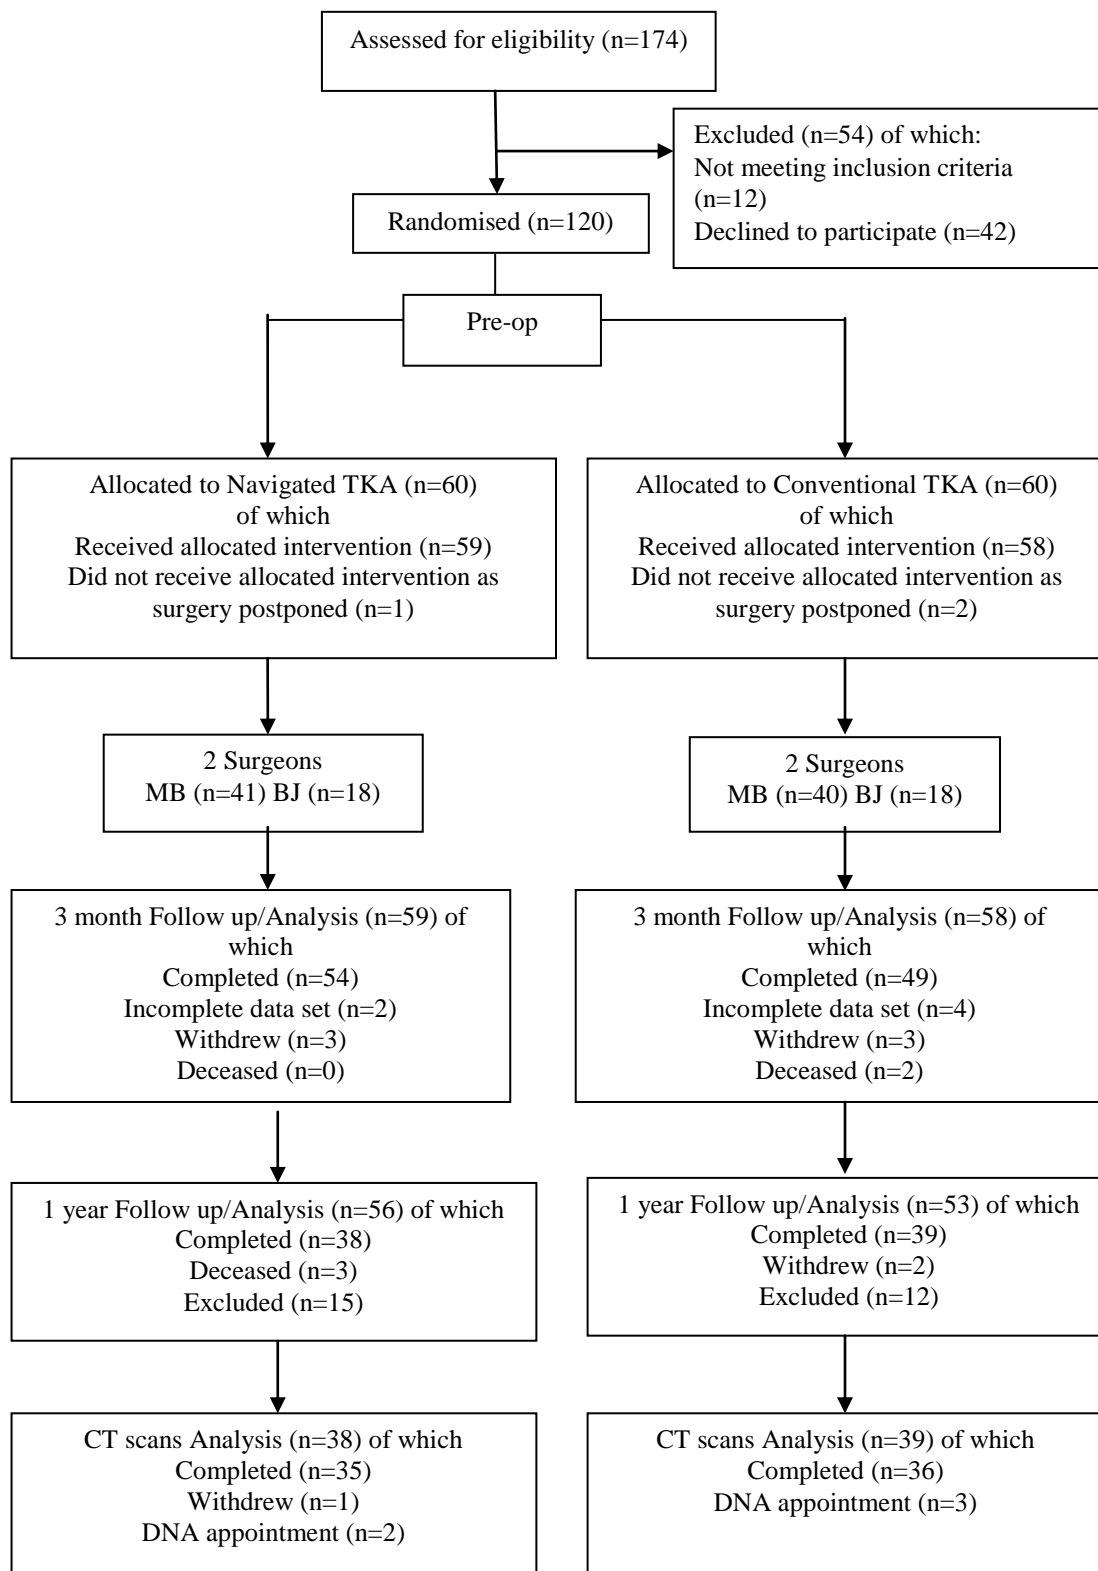 Assessed for eligibility (n=174)
Excluded (n=54) of which:
Not meeting inclusion criteria
(n=12)
Declined to participate (n=42)
Randomised (n=120)
Pre-op
Allocated to Navigated TKA (n=60)
of which
Received allocated intervention (n=59)
Did not receive allocated intervention as
surgery postponed (n=1)
Allocated to Conventional TKA (n=60)
of which
Received allocated intervention (n=58)
Did not receive allocated intervention as
surgery postponed (n=2)
2 Surgeons
MB (n=41) BJ (n=18)
2 Surgeons
MB (n=40) BJ (n=18)
3 month Follow up/Analysis (n=59) of
which
Completed (n=54)
Incomplete data set (n=2)
Withdrew (n=3)
Deceased (n=0)
3 month Follow up/Analysis (n=58) of
which
Completed (n=49)
Incomplete data set (n=4)
Withdrew (n=3)
Deceased (n=2)
1 year Follow up/Analysis (n=56) of which
Completed (n=38)
Deceased (n=3)
Excluded (n=15)
1 year Follow up/Analysis (n=53) of which
Completed (n=39)
Withdrew (n=2)
Excluded (n=12)
CT scans Analysis (n=38) of which
Completed (n=35)
Withdrew (n=1)
DNA appointment (n=2)
CT scans Analysis (n=39) of which
Completed (n=36)
DNA appointment (n=3)